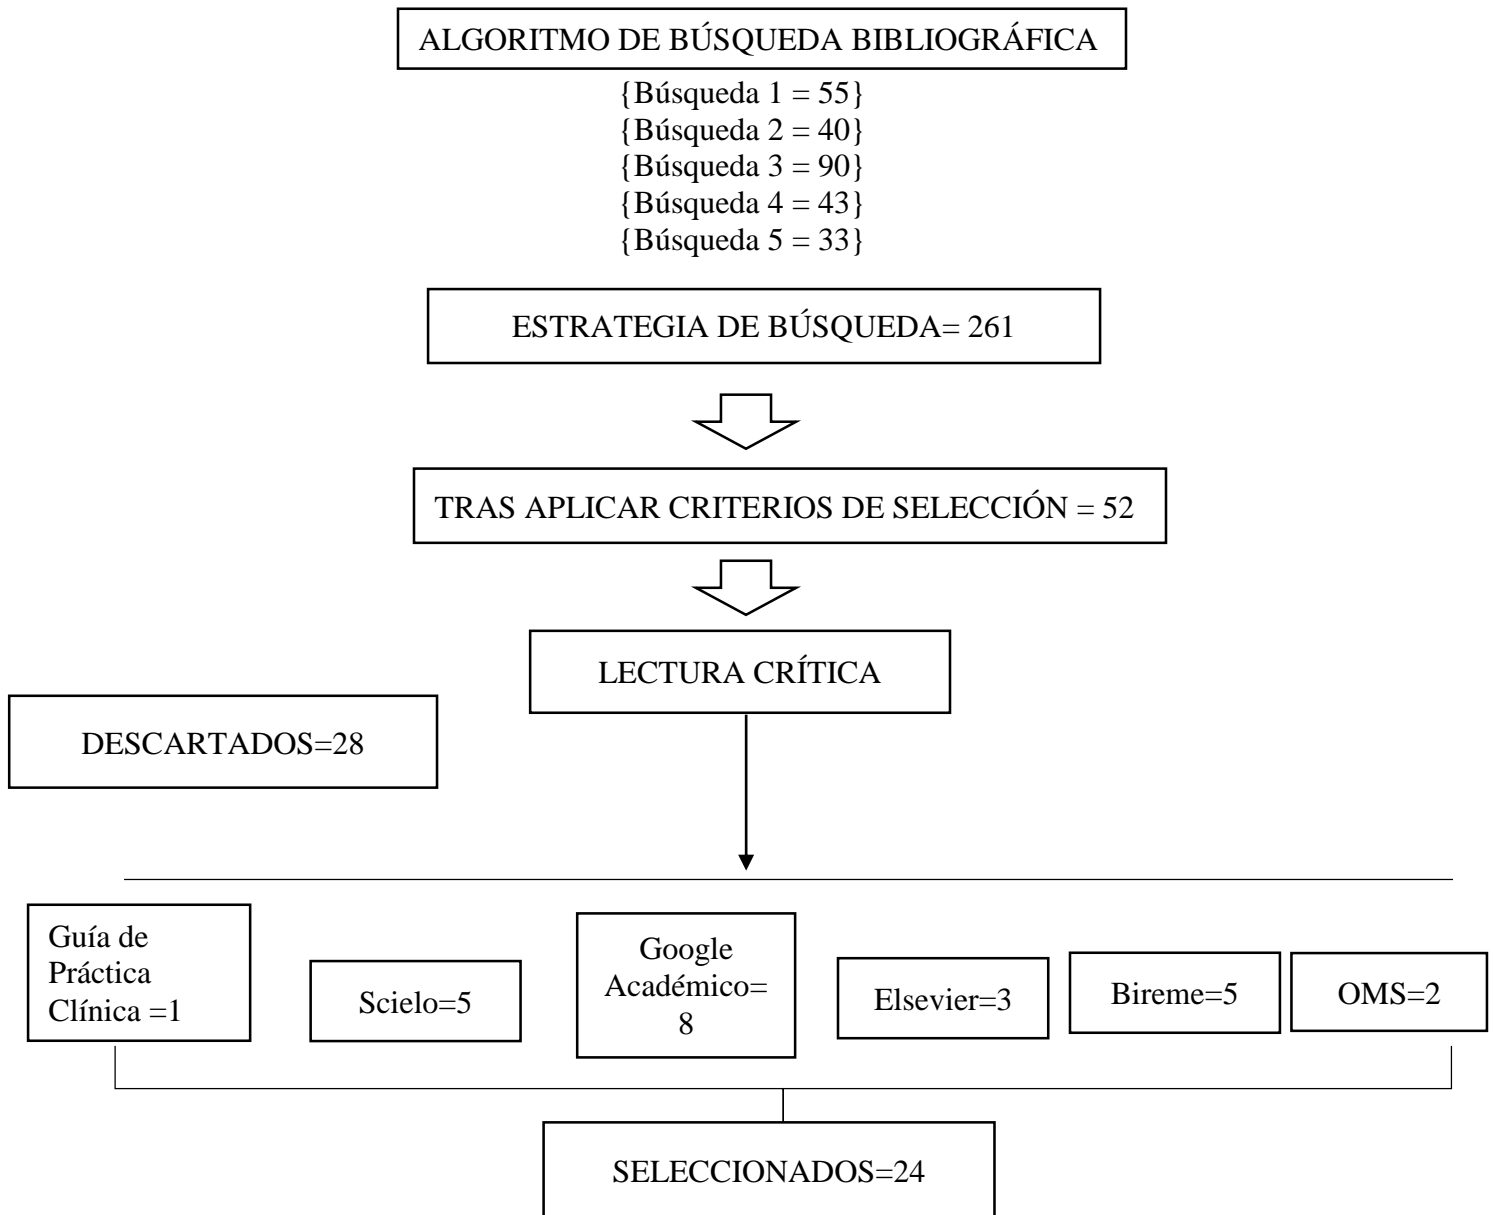 ALGORITMO DE BÚSQUEDA BIBLIOGRÁFICA
{Búsqueda 1 = 55}
{Búsqueda 2 = 40}
{Búsqueda 3 = 90}
{Búsqueda 4 = 43}
{Búsqueda 5 = 33}
ESTRATEGIA DE BÚSQUEDA= 261
TRAS APLICAR CRITERIOS DE SELECCIÓN = 52
LECTURA CRÍTICA
DESCARTADOS=28
Guía de
Práctica
Clínica =1
Scielo=5
Google
Académico=
8
Elsevier=3
Bireme=5
OMS=2
SELECCIONADOS=24